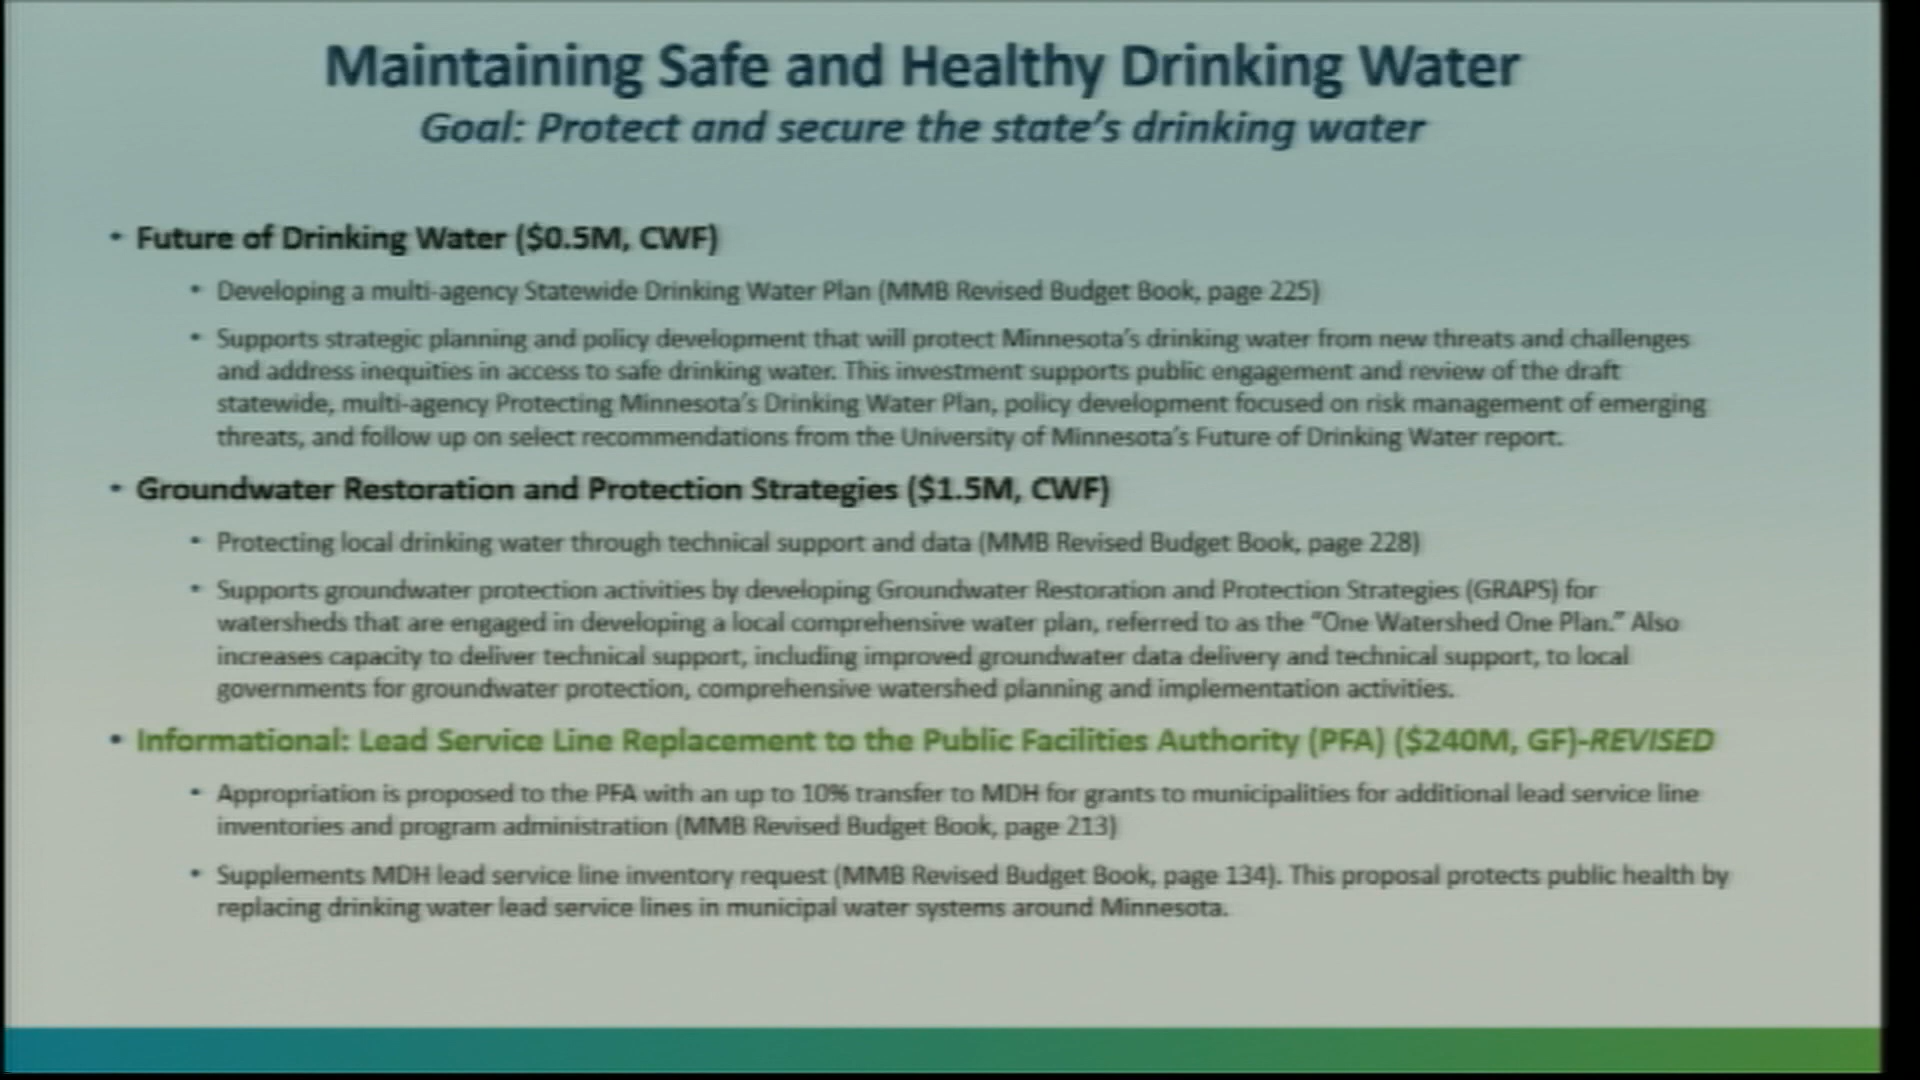 Maintaining Safe and Healthy Drinking Water
Goal: Protect and secure the state's drinking water
• Future of Drinking Water ($0.5M, CWF)
• Developing a multi-agency Statewide Drinking Water Plan (MMB Revised Budget Book, page 225)
• Supports strategic planning and policy development that will protect Minnesota's drinking water from new threats and challenges
and address inequities in access to safe drinking water. This investment supports public engagement and review of the draft
statewide, multi-agency Protecting Minnesota's Drinking Water Plan, policy development focused on risk management of emerging
threats, and follow up on select recommendations from the University of Minnesota's Future of Drinking Water report.
• Groundwater Restoration and Protection Strategies ($1.5M, CWF)
• Protecting local drinking water through technical support and data (MMB Revised Budget Book, page 228)
• Supports groundwater protection activities by developing Groundwater Restoration and Protection Strategies (GRAPS) for
watersheds that are engaged in developing a local comprehensive water plan, referred to as the "One Watershed One Plan." Also
increases capacity to deliver technical support, including improved groundwater data delivery and technical support, to local
governments for groundwater protection, comprehensive watershed planning and implementation activities.
• Informational: Lead Service Line Replacement to the Public Facilities Authority (PFA) ($240M, GF)-REVISED
• Appropriation is proposed to the PFA with an up to 10% transfer to MDH for grants to municipalities for additional lead service line
inventories and program administration (MMB Revised Budget Book, page 213)
• Supplements MDH lead service line inventory request (MMB Revised Budget Book, page 134). This proposal protects public health by
replacing drinking water lead service lines in municipal water systems around Minnesota.